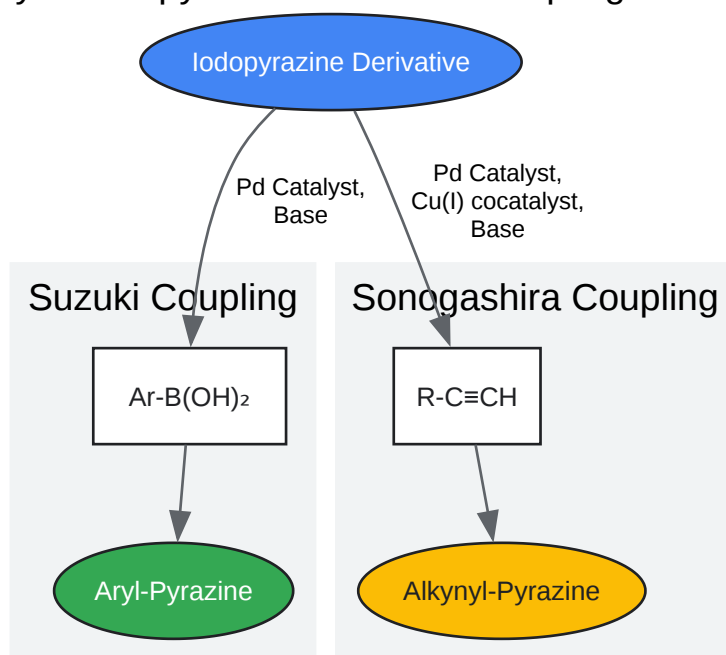 Iodopyrazine Derivative
Pd Catalyst,
Base
Pd Catalyst,
Cu(I) cocatalyst,
Base
Suzuki Coupling
Sonogashira Coupling
Ar-B(OH)₂
R-C≡CH
Aryl-Pyrazine
Alkynyl-Pyrazine